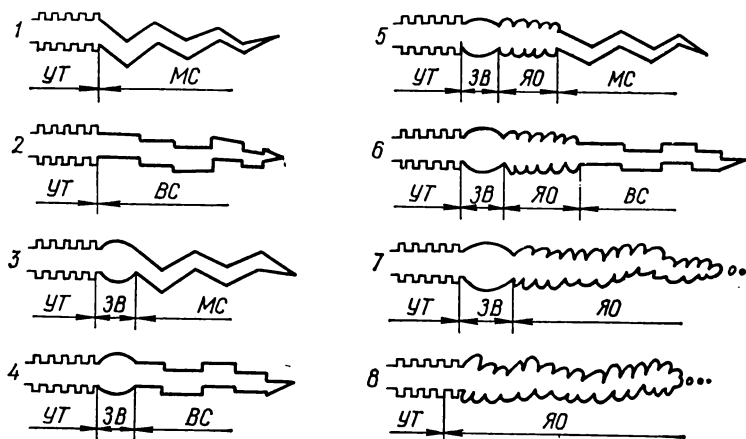 1
УТ МС
2
УТ ВС
3
УТ ЗВ МС
4
УТ ЗВ ВС
5
УТ ЗВ ЯО МС
6
УТ ЗВ ЯО ВС
7
УТ ЗВ ЯО
8
УТ ЯО